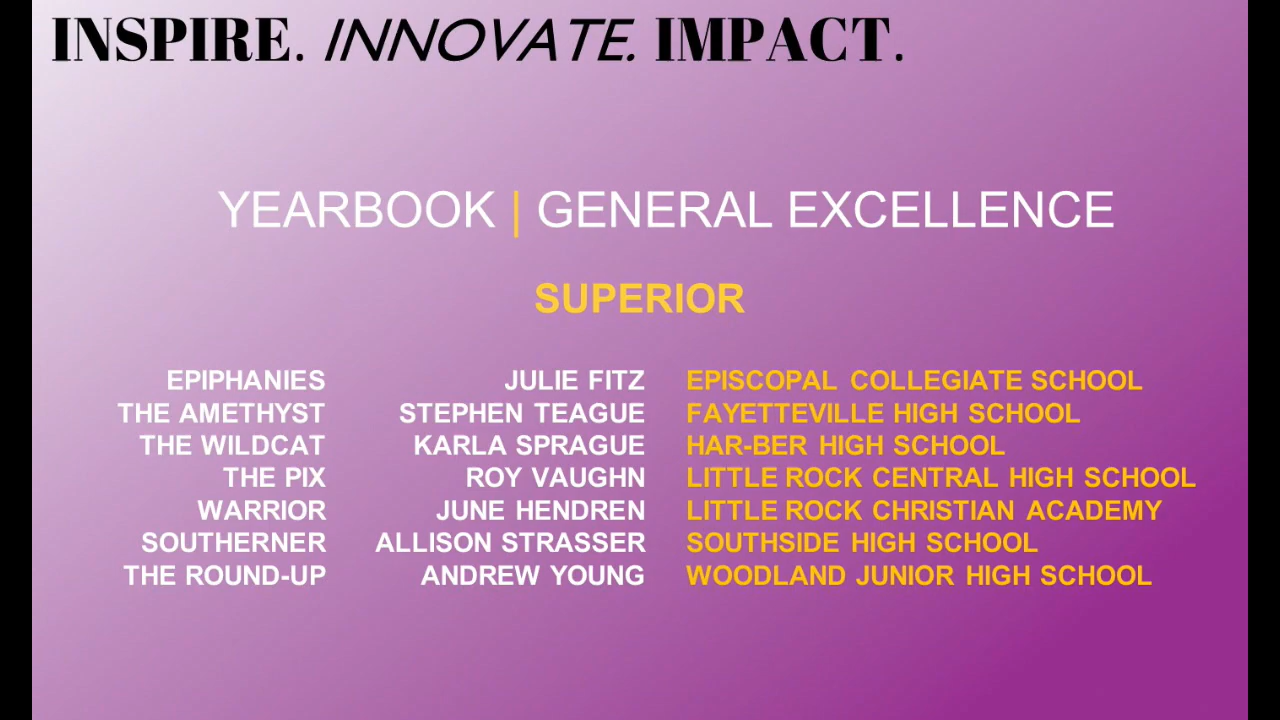 INSPIRE. INNOVATE. IMPACT.
YEARBOOK | GENERAL EXCELLENCE
SUPERIOR
EPIPHANIES JULIE FITZ EPISCOPAL COLLEGIATE SCHOOL
THE AMETHYST STEPHEN TEAGUE FAYETTEVILLE HIGH SCHOOL
THE WILDCAT KARLA SPRAGUE HAR-BER HIGH SCHOOL
THE PIX ROY VAUGHN LITTLE ROCK CENTRAL HIGH SCHOOL
WARRIOR JUNE HENDREN LITTLE ROCK CHRISTIAN ACADEMY
SOUTHERNER ALLISON STRASSER SOUTHSIDE HIGH SCHOOL
THE ROUND-UP ANDREW YOUNG WOODLAND JUNIOR HIGH SCHOOL